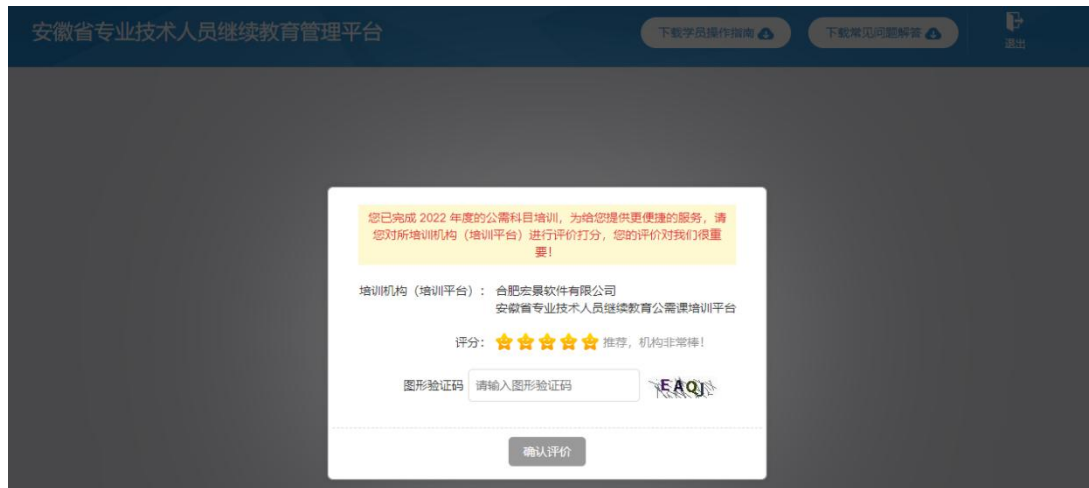 安徽省专业技术人员继续教育管理平台
下载学员操作指南
下载常见问题解答
退出
您已完成 2022 年度的公需科目培训，为给您提供更便捷的服务，请
您对所培训机构（培训平台）进行评价打分，您的评价对我们很重
要！
培训机构（培训平台）： 合肥宏景软件有限公司
安徽省专业技术人员继续教育公需课培训平台
评分： 推荐，机构非常棒！
图形验证码 请输入图形验证码 EAQJ
确认评价